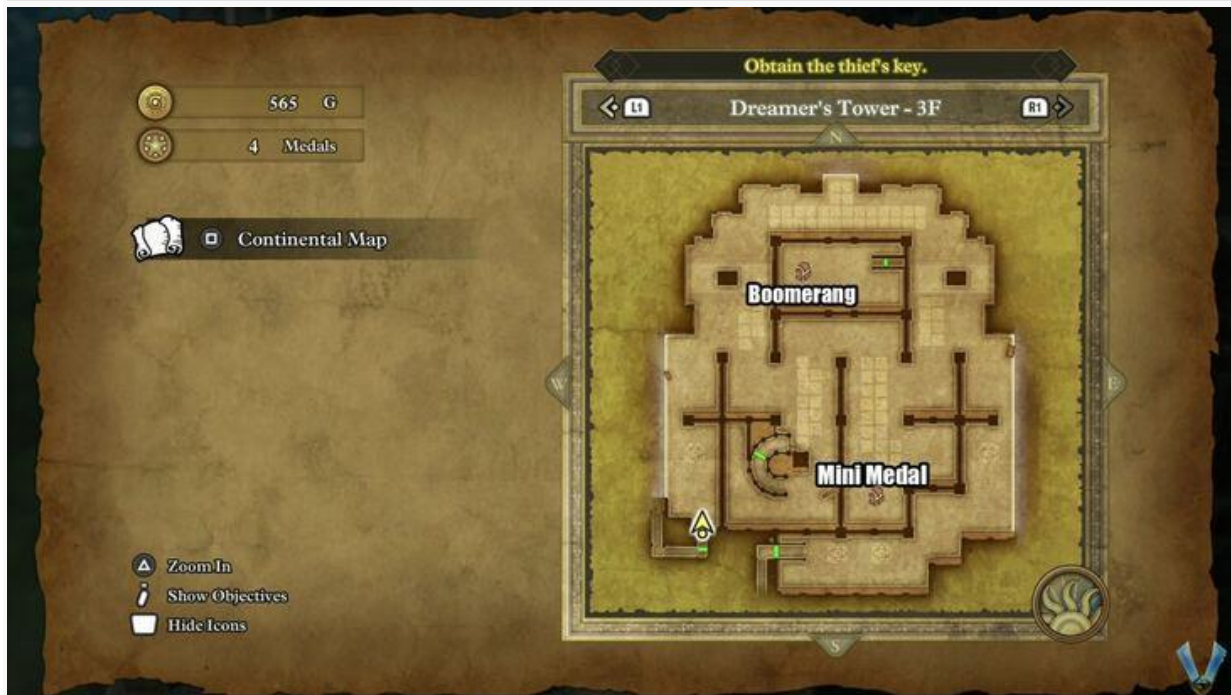 565 G
4 Medals
Continental Map
Zoom In
Show Objectives
Hide Icons
Obtain the thief's key.
L1 Dreamer's Tower - 3F R1
N
W
E
S
Boomerang
Mini Medal